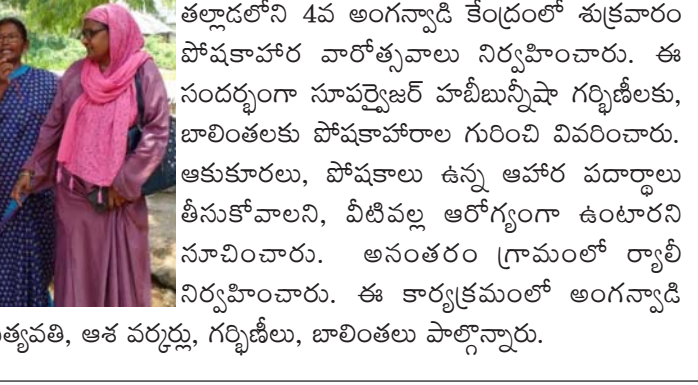 తల్లాడలోని 4వ అంగన్వాడి కేంద్రంలో శుక్రవారం
పోషకాహార వారోత్సవాలు నిర్వహించారు. ఈ
సందర్భంగా సూపర్వైజర్ హబీబున్నీషా గర్భిణీలకు,
బాలింతలకు పోషకాహారాల గురించి వివరించారు.
ఆకుకూరలు, పోషకాలు ఉన్న ఆహార పదార్థాలు
తీసుకోవాలని, వీటివల్ల ఆరోగ్యంగా ఉంటారని
సూచించారు. అనంతరం గ్రామంలో ర్యాలీ
నిర్వహించారు. ఈ కార్యక్రమంలో అంగన్వాడి
ఆశ వర్కర్లు, గర్భిణీలు, బాలింతలు పాల్గొన్నారు.